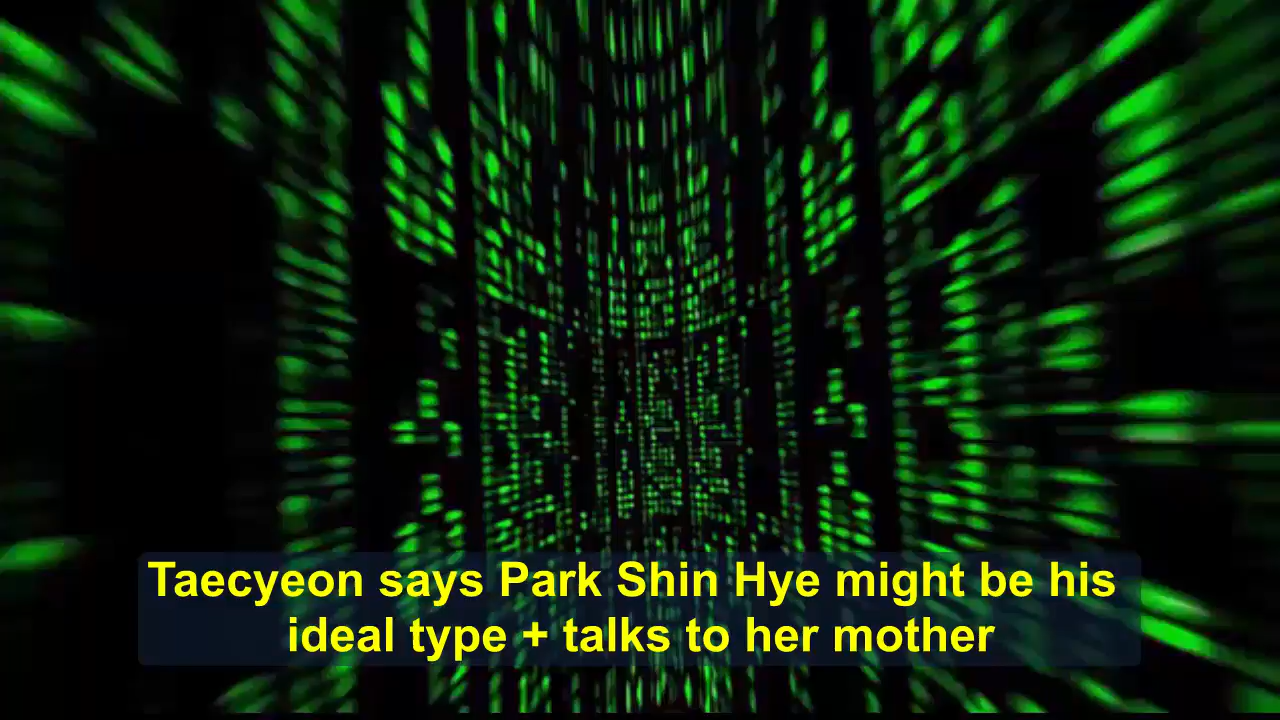 Taecyeon says Park Shin Hye might be his
ideal type + talks to her mother